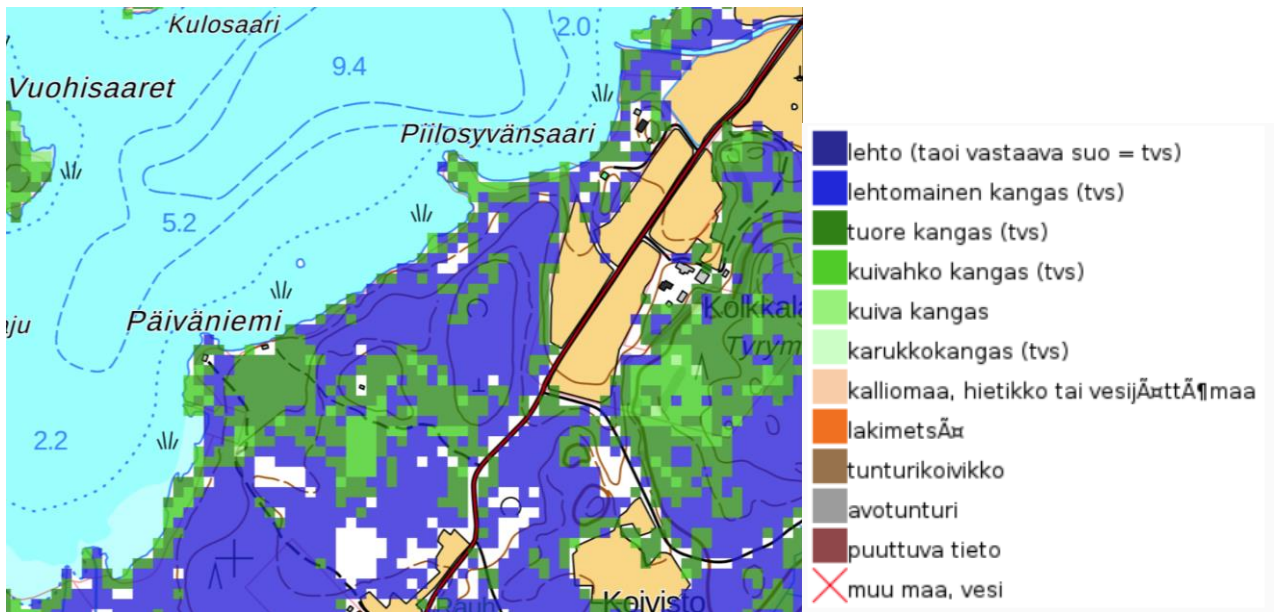 Kulosaari
2.0
9.4
Vuohisaaret
Piilosyvänsaari
5.2
Kolkkala
Päiväniemi
Tyrym
2.2
Koivisto
Rauh
lehto (taoi vastaava suo = tvs)
lehtomainen kangas (tvs)
tuore kangas (tvs)
kuivahko kangas (tvs)
kuiva kangas
karukkokangas (tvs)
kalliomaa, hietikko tai vesijÃ¤ttÃ¶maa
lakimetsÃ¤
tunturikoivikko
avotunturi
puuttuva tieto
muu maa, vesi